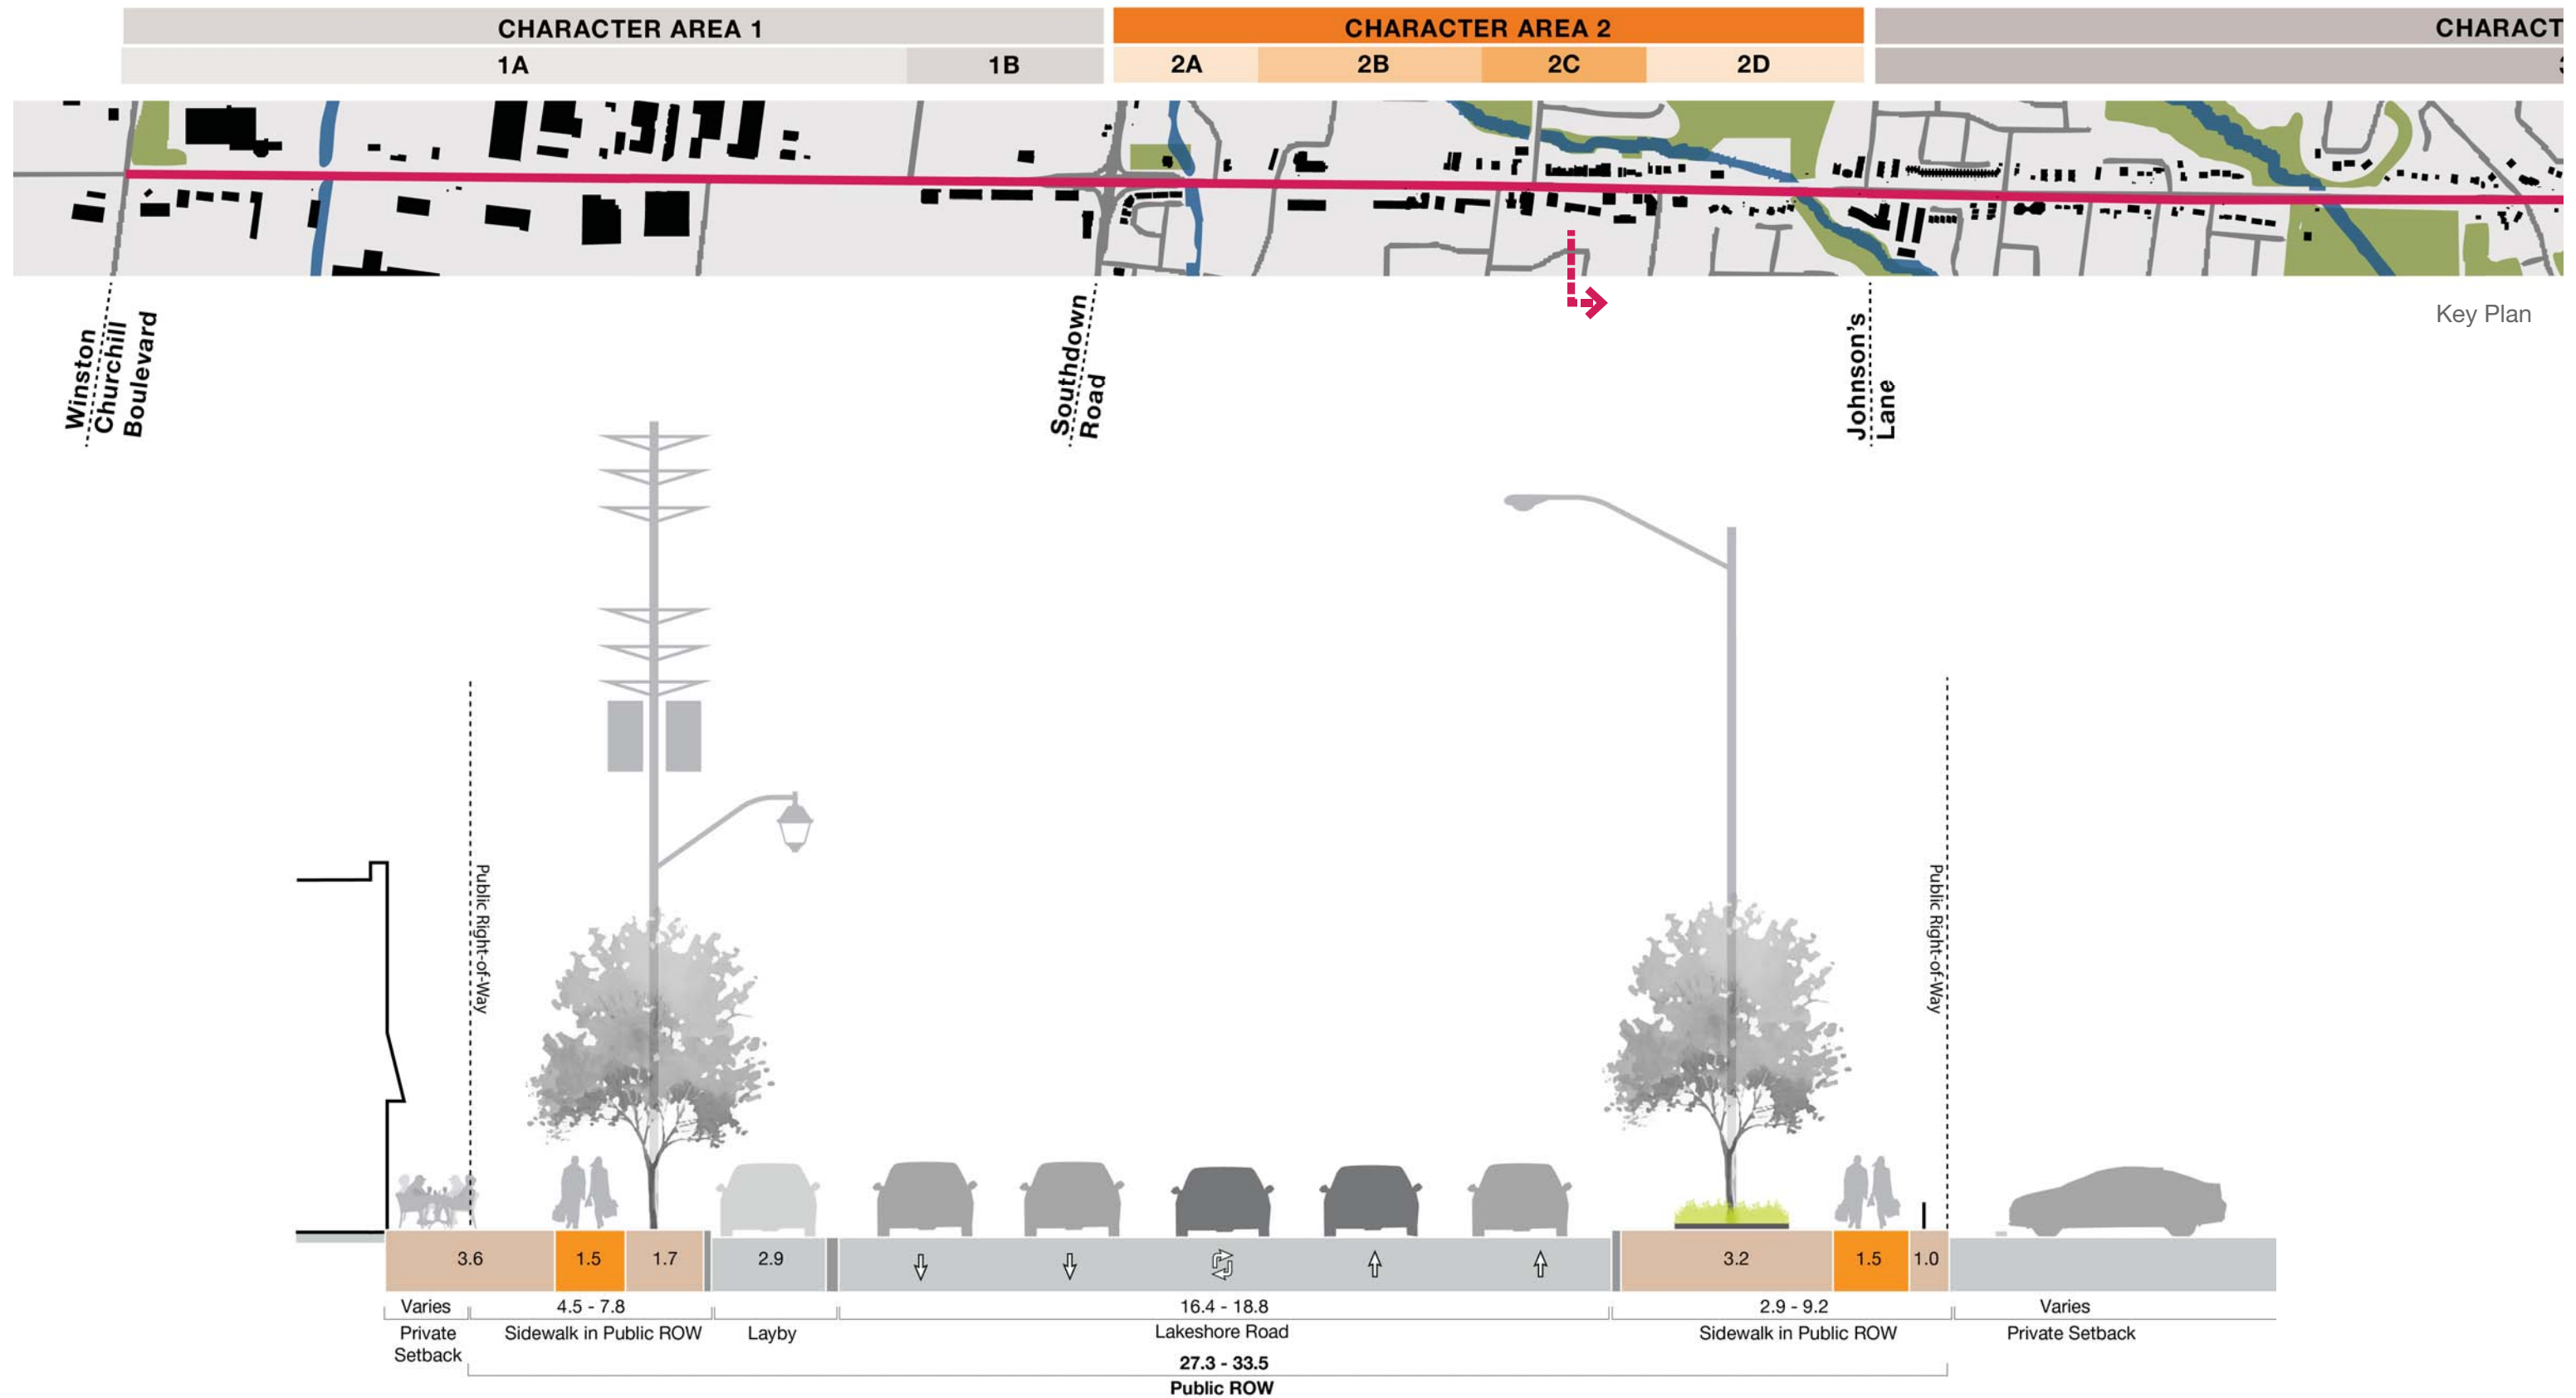 CHARACTER AREA 1
CHARACTER AREA 2
CHARACT
1A
1B
2A
2B
2C
2D
Winston
Churchill
Boulevard
Southdown
Road
Johnson's
Lane
Key Plan
Public Right-of-Way
Public Right-of-Way
3.6
1.5
1.7
2.9
3.2
1.5
1.0
Varies
4.5 - 7.8
16.4 - 18.8
2.9 - 9.2
Varies
Private
Setback
Sidewalk in Public ROW
Layby
Lakeshore Road
Sidewalk in Public ROW
Private Setback
27.3 - 33.5
Public ROW